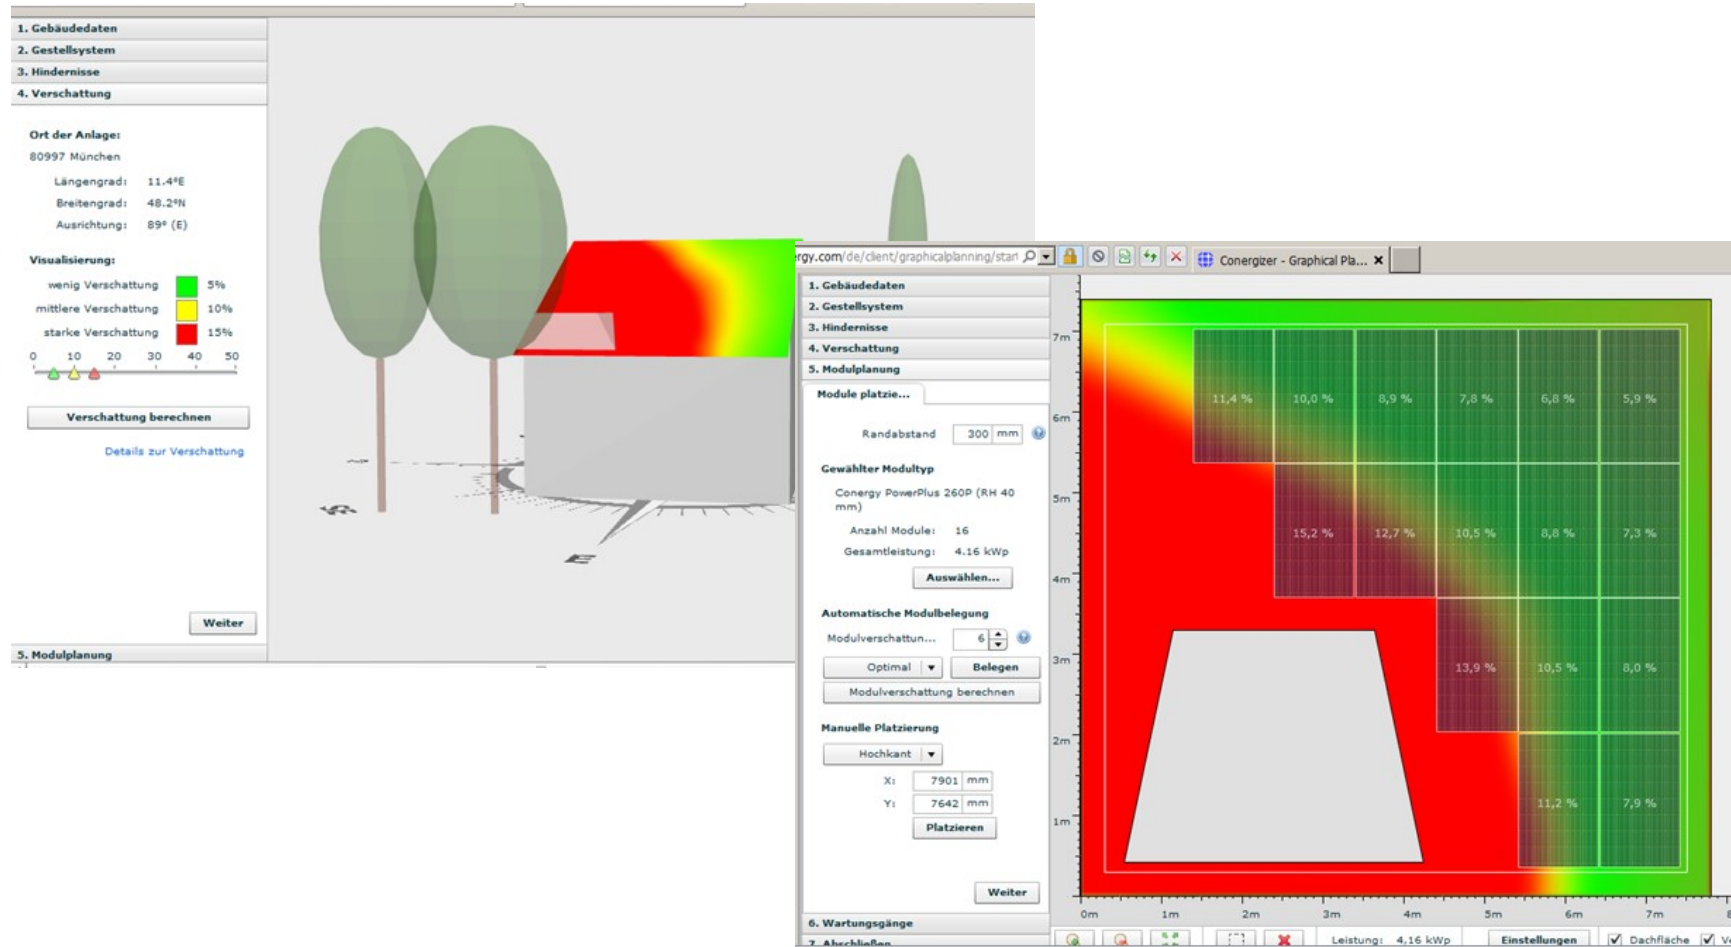 1. Gebäudedaten
2. Gestellsystem
3. Hindernisse
4. Verschattung
Ort der Anlage:
80997 München
Längengrad: 11.4°E
Breitengrad: 48.2°N
Ausrichtung: 89° (E)
Visualisierung:
wenig Verschattung 5%
mittlere Verschattung 10%
starke Verschattung 15%
0 10 20 30 40 50
Verschattung berechnen
Details zur Verschattung
Weiter
5. Modulplanung
E
rgy.com/de/client/graphicalplanning/start
Conergizer - Graphical Pla...
1. Gebäudedaten
2. Gestellsystem
3. Hindernisse
4. Verschattung
5. Modulplanung
Module platzie...
Randabstand 300 mm
Gewählter Modultyp
Conergy PowerPlus 260P (RH 40
mm)
Anzahl Module: 16
Gesamtleistung: 4.16 kWp
Auswählen...
Automatische Modulbelegung
Modulverschattun... 6
Optimal Belegen
Modulverschattung berechnen
Manuelle Platzierung
Hochkant
X: 7901 mm
Y: 7642 mm
Platzieren
Weiter
6. Wartungsgänge
7. Abschließen
7m
6m
5m
4m
3m
2m
1m
11,4 % 10,0 % 8,9 % 7,8 % 6,8 % 5,9 %
15,2 % 12,7 % 10,5 % 8,8 % 7,3 %
13,9 % 10,5 % 8,0 %
11,2 % 7,9 %
0m 1m 2m 3m 4m 5m 6m 7m
Leistung: 4,16 kWp Einstellungen Dachfläche